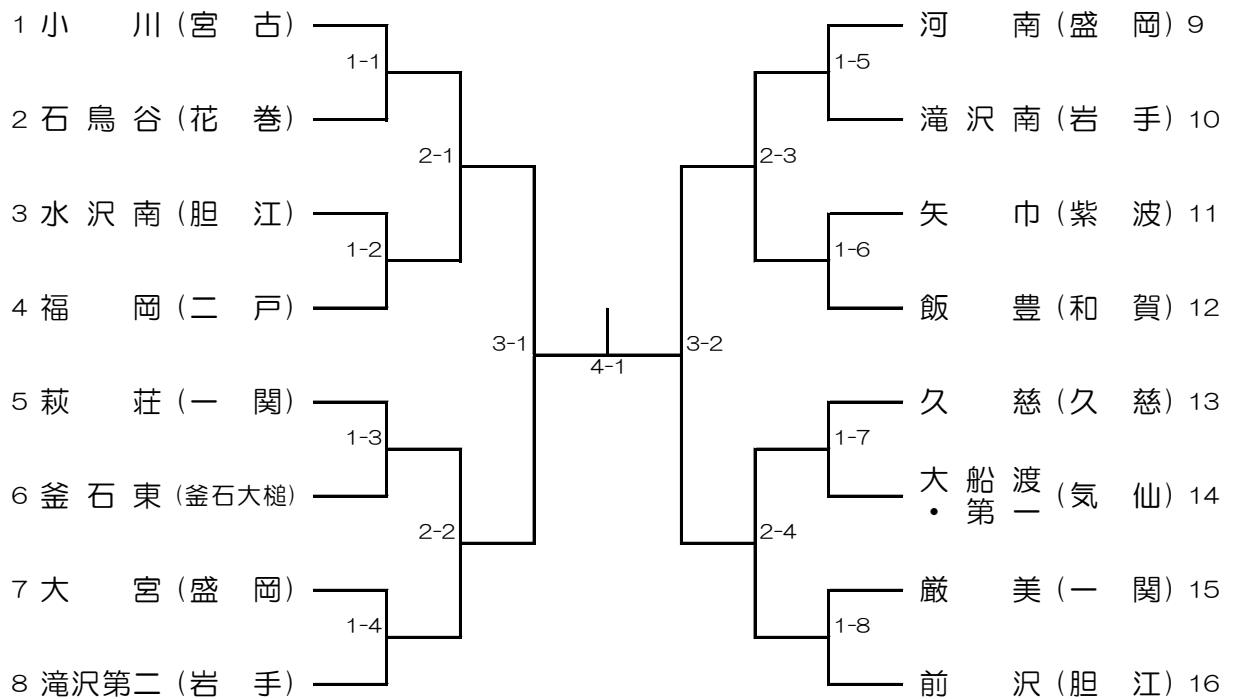 1 小川(宮古)
1-1
2 石鳥谷(花巻)
2-1
3 水沢南(胆江)
1-2
4 福岡(二戸)
3-1
5 萩荘(一関)
1-3
6 釜石東(釜石大槌)
2-2
7 大宮(盛岡)
1-4
8 滝沢第二(岩手)
4-1
河南(盛岡) 9
1-5
滝沢南(岩手) 10
2-3
矢巾(紫波) 11
1-6
飯豊(和賀) 12
3-2
久慈(久慈) 13
1-7
大船渡
・第一(気仙) 14
2-4
厳美(一関) 15
1-8
前沢(胆江) 16